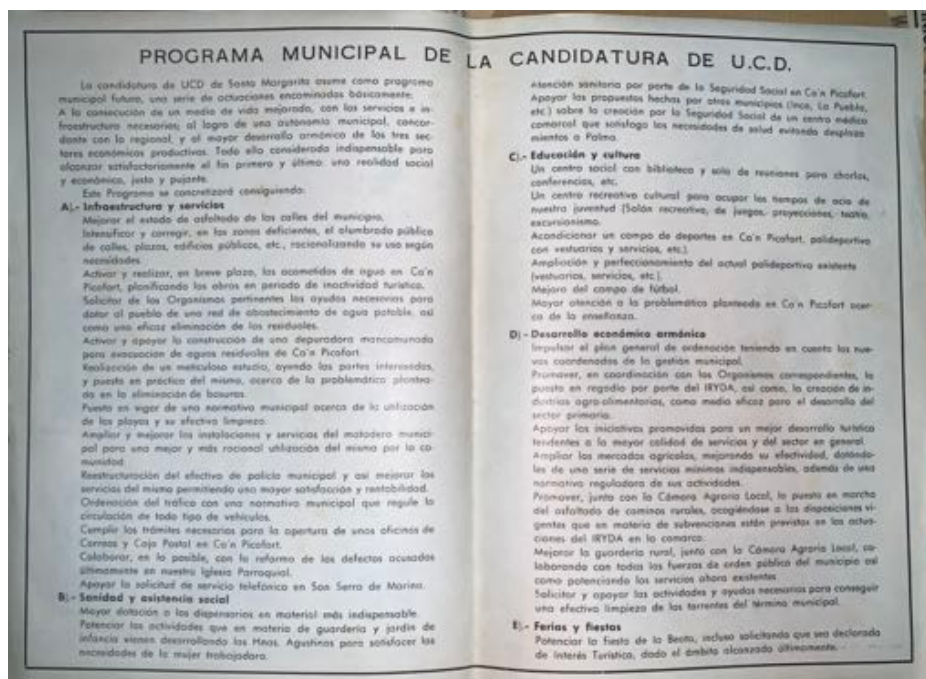 PROGRAMA MUNICIPAL DE LA CANDIDATURA DE U.C.D.
La candidatura de UCD de Santa Margarita asume como programa
municipal futuro, una serie de actuaciones encaminadas básicamente:
A la consecución de un medio de vida mejorado, con los servicios e in-
fraestructura necesarios; al logro de una autonomía municipal, concor-
dante con la regional, y al mayor desarrollo armónico de los tres sec-
tores económicos productivos. Todo ello considerado indispensable para
alcanzar satisfactoriamente el fin primero y último: una realidad social
y económica, justa y pujante.
Este Programa se concretizará consiguiendo:
A).- Infraestructura y servicios
Mejorar el estado de asfaltado de las calles del municipio.
Intensificar y corregir, en las zonas deficientes, el alumbrado público
de calles, plazas, edificios públicos, etc., racionalizando su uso según
necesidades.
Activar y realizar, en breve plazo, las acometidas de agua en Ca'n
Picafort, planificando las obras en período de inactividad turística.
Solicitar de los Organismos pertinentes las ayudas necesarias para
dotar al pueblo de una red de abastecimiento de agua potable, así
como una eficaz eliminación de las residuales.
Activar y apoyar la construcción de una depuradora mancomunada
para evacuación de aguas residuales de Ca'n Picafort.
Realización de un meticuloso estudio, oyendo las partes interesadas,
y puesta en práctica del mismo, acerca de la problemática plantea-
da en la eliminación de basuras.
Puesta en vigor de una normativa municipal acerca de la utilización
de las playas y su efectiva limpieza.
Ampliar y mejorar las instalaciones y servicios del matadero munici-
pal para una mejor y más racional utilización del mismo por la co-
munidad.
Reestructuración del efectivo de policía municipal y así mejorar los
servicios del mismo permitiendo una mayor satisfacción y rentabilidad.
Ordenación del tráfico con una normativa municipal que regule la
circulación de todo tipo de vehículos.
Cumplir los trámites necesarios para la apertura de unas oficinas de
Correos y Caja Postal en Ca'n Picafort.
Colaborar, en lo posible, con la reforma de los defectos acusados
últimamente en nuestra Iglesia Parroquial.
Apoyar la solicitud de servicio telefónico en Son Serra de Marina.
B).- Sanidad y asistencia social
Mayor dotación a los dispensarios en material más indispensable.
Potenciar las actividades que en materia de guardería y jardín de
infancia vienen desarrollando las Hnas. Agustinas para satisfacer las
necesidades de la mujer trabajadora.
Atención sanitaria por parte de la Seguridad Social en Ca'n Picafort.
Apoyar las propuestas hechas por otros municipios (Inca, La Puebla,
etc.) sobre la creación por la Seguridad Social de un centro médico
comarcal que satisfaga las necesidades de salud evitando desplaza-
mientos a Palma.
C).- Educación y cultura
Un centro social con biblioteca y sala de reuniones para charlas,
conferencias, etc.
Un centro recreativo cultural para ocupar los tiempos de ocio de
nuestra juventud (Salón recreativo, de juegos, proyecciones, teatro,
excursionismo.
Acondicionar un campo de deportes en Ca'n Picafort, polideportivo
con vestuarios y servicios, etc.).
Ampliación y perfeccionamiento del actual polideportivo existente
(vestuarios, servicios, etc.).
Mejora del campo de fútbol.
Mayor atención a la problemática planteada en Ca'n Picafort acer-
ca de la enseñanza.
D).- Desarrollo económico armónico
Impulsar el plan general de ordenación teniendo en cuenta las nue-
vas coordenadas de la gestión municipal.
Promover, en coordinación con los Organismos correspondientes, la
puesta en regadío por parte del IRYDA, así como, la creación de in-
dustrias agro-alimentarias, como medio eficaz para el desarrollo del
sector primario.
Apoyar las iniciativas promovidas para un mejor desarrollo turístico
tendentes a la mayor calidad de servicios y del sector en general.
Ampliar los mercados agrícolas, mejorando su efectividad, dotándo-
les de una serie de servicios mínimos indispensables, además de una
normativa reguladora de sus actividades.
Promover, junto con la Cámara Agraria Local, la puesta en marcha
del asfaltado de caminos rurales, acogiéndose a las disposiciones vi-
gentes que en materia de subvenciones están previstas en las actua-
ciones del IRYDA en la comarca.
Mejorar la guardería rural, junto con la Cámara Agraria Local, co-
laborando con todas las fuerzas de orden público del municipio así
como potenciando los servicios ahora existentes.
Solicitar y apoyar las actividades y ayudas necesarias para conseguir
una efectiva limpieza de los torrentes del término municipal.
E).- Ferias y fiestas
Potenciar la fiesta de la Beata, incluso solicitando que sea declarada
de Interés Turístico, dado el ámbito alcanzado últimamente.